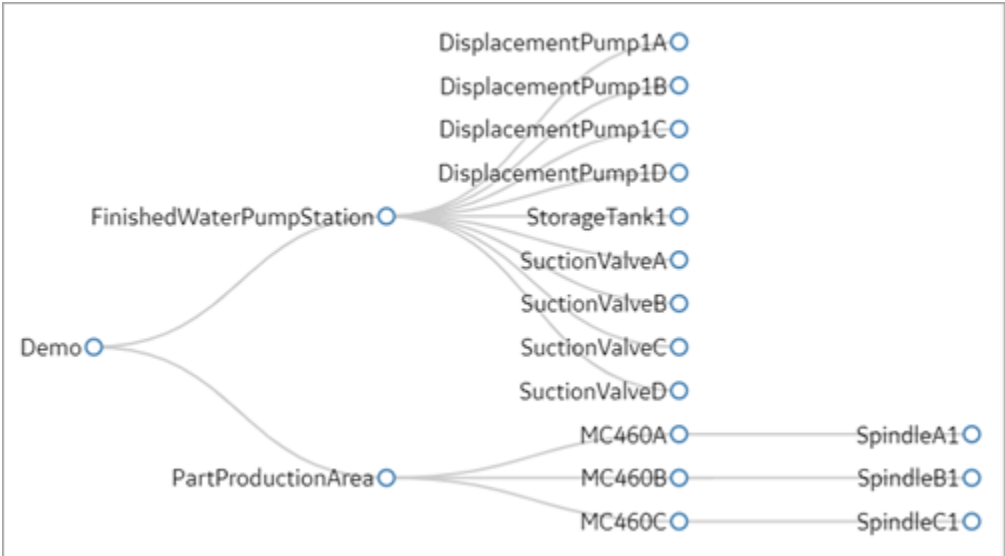 DisplacementPump1A
DisplacementPump1B
DisplacementPump1C
DisplacementPump1D
FinishedWaterPumpStation
StorageTank1
SuctionValveA
SuctionValveB
Demo
SuctionValveC
SuctionValveD
MC460A
SpindleA1
PartProductionArea
MC460B
SpindleB1
MC460C
SpindleC1